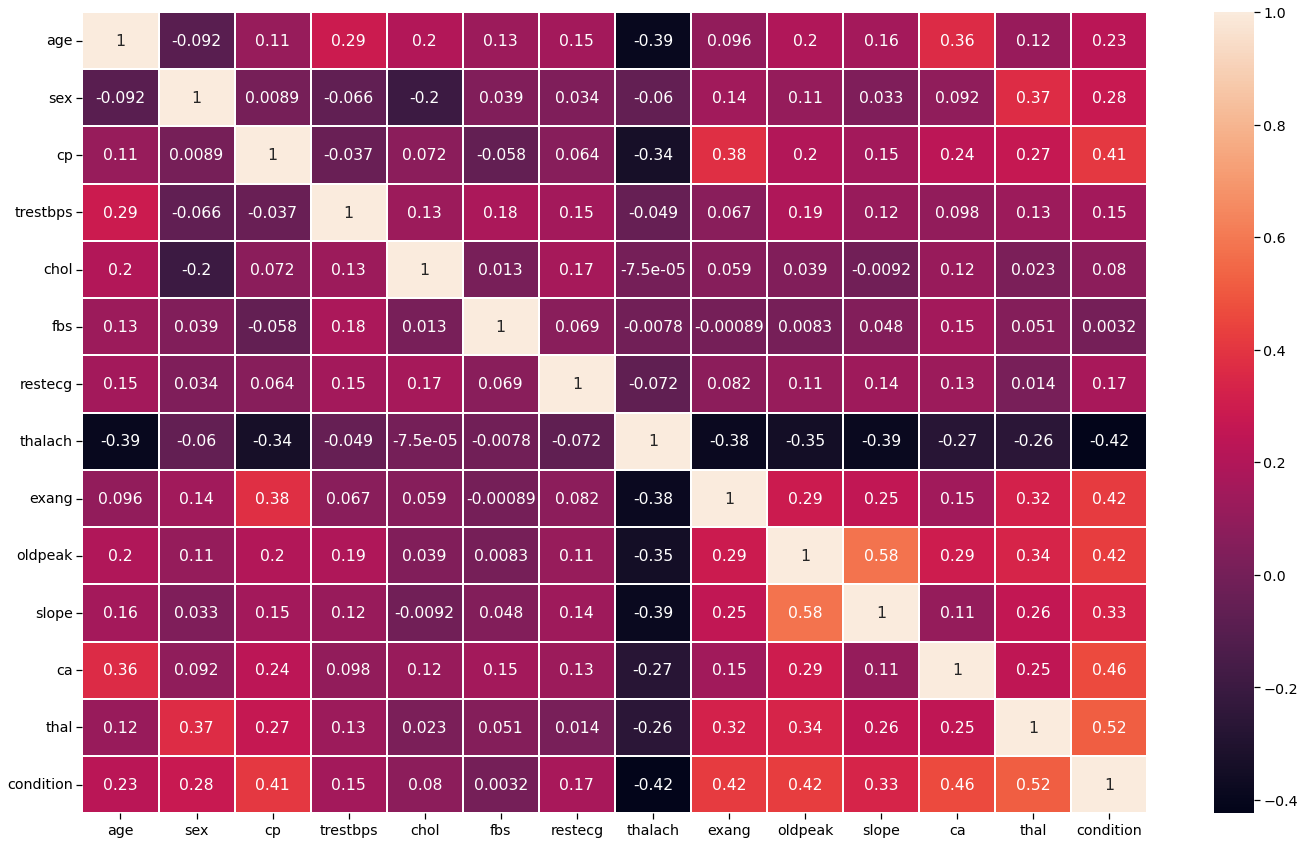 age 1 -0.092 0.11 0.29 0.2 0.13 0.15 -0.39 0.096 0.2 0.16 0.36 0.12 0.23
sex -0.092 1 0.0089 -0.066 -0.2 0.039 0.034 -0.06 0.14 0.11 0.033 0.092 0.37 0.28
cp 0.11 0.0089 1 -0.037 0.072 -0.058 0.064 -0.34 0.38 0.2 0.15 0.24 0.27 0.41
trestbps 0.29 -0.066 -0.037 1 0.13 0.18 0.15 -0.049 0.067 0.19 0.12 0.098 0.13 0.15
chol 0.2 -0.2 0.072 0.13 1 0.013 0.17 -7.5e-05 0.059 0.039 -0.0092 0.12 0.023 0.08
fbs 0.13 0.039 -0.058 0.18 0.013 1 0.069 -0.0078 -0.00089 0.0083 0.048 0.15 0.051 0.0032
restecg 0.15 0.034 0.064 0.15 0.17 0.069 1 -0.072 0.082 0.11 0.14 0.13 0.014 0.17
thalach -0.39 -0.06 -0.34 -0.049 -7.5e-05 -0.0078 -0.072 1 -0.38 -0.35 -0.39 -0.27 -0.26 -0.42
exang 0.096 0.14 0.38 0.067 0.059 -0.00089 0.082 -0.38 1 0.29 0.25 0.15 0.32 0.42
oldpeak 0.2 0.11 0.2 0.19 0.039 0.0083 0.11 -0.35 0.29 1 0.58 0.29 0.34 0.42
slope 0.16 0.033 0.15 0.12 -0.0092 0.048 0.14 -0.39 0.25 0.58 1 0.11 0.26 0.33
ca 0.36 0.092 0.24 0.098 0.12 0.15 0.13 -0.27 0.15 0.29 0.11 1 0.25 0.46
thal 0.12 0.37 0.27 0.13 0.023 0.051 0.014 -0.26 0.32 0.34 0.26 0.25 1 0.52
condition 0.23 0.28 0.41 0.15 0.08 0.0032 0.17 -0.42 0.42 0.42 0.33 0.46 0.52 1
age sex cp trestbps chol fbs restecg thalach exang oldpeak slope ca thal condition
1.0
0.8
0.6
0.4
0.2
0.0
−0.2
−0.4